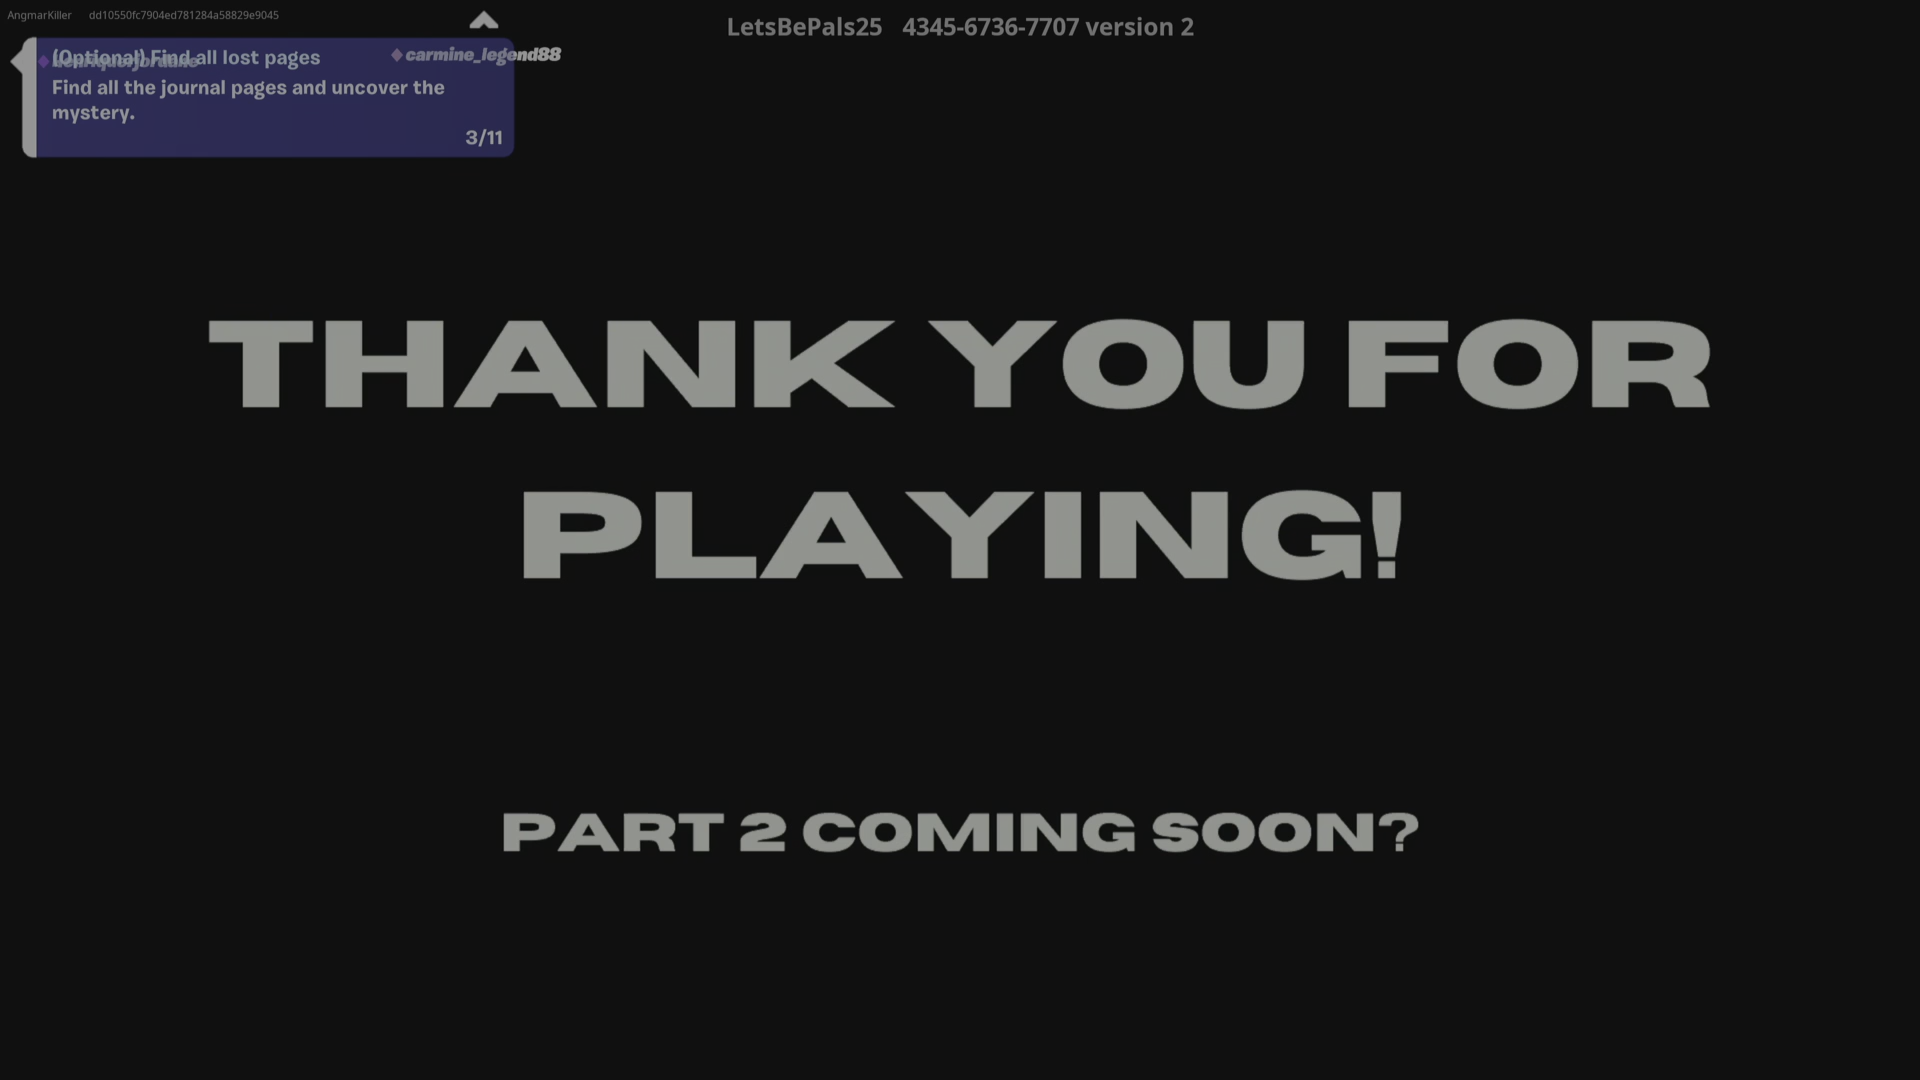 AngmarKiller dd10550fc7904ed781284a58829e9045
LetsBePals25 4345-6736-7707 version 2
(Optional) Find all lost pages
carmine_legend88
Find all the journal pages and uncover the
mystery.
3/11
THANK YOU FOR
PLAYING!
PART 2 COMING SOON?